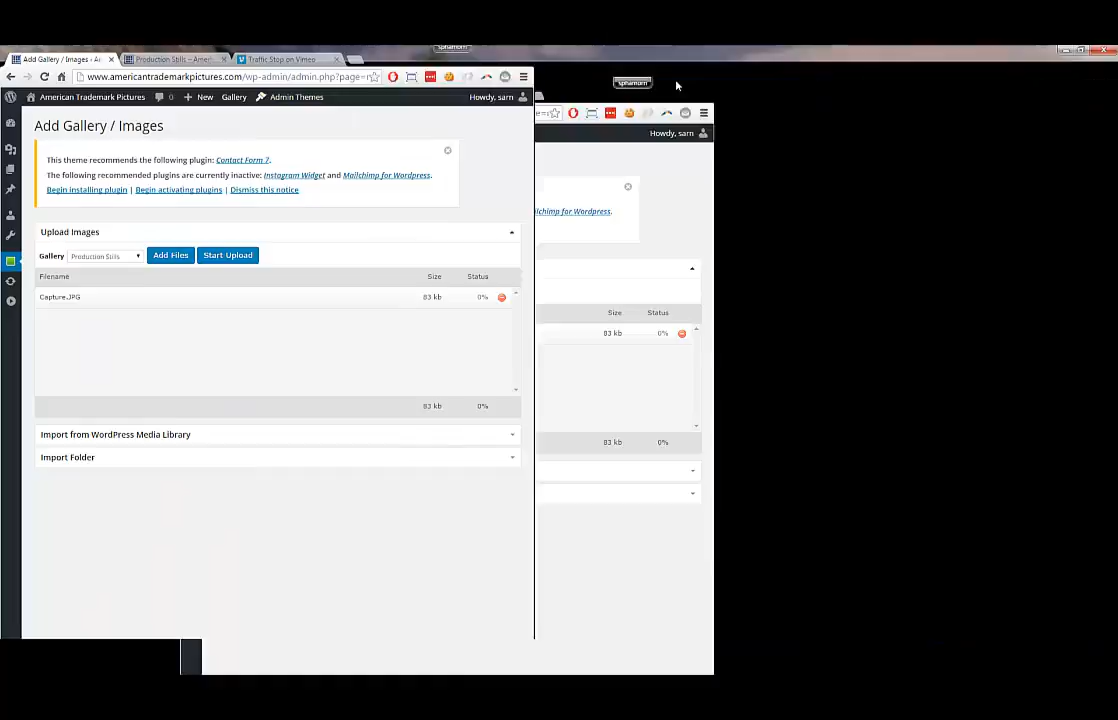 sphamorn
Add Gallery / Images - A
Production Stills – Ameri
Traffic Stop on Vimeo
www.americantrademarkpictures.com/wp-admin/admin.php?page=
sphamorn
American Trademark Pictures 0 New Gallery Admin Themes Howdy, sarn
Howdy, sarn
Add Gallery / Images
This theme recommends the following plugin: Contact Form 7.
The following recommended plugins are currently inactive: Instagram Widget and Mailchimp for Wordpress.
Begin installing plugin | Begin activating plugins | Dismiss this notice
ilchimp for Wordpress.
Upload Images
Gallery Production Stills Add Files Start Upload
Filename Size Status
Capture.JPG 83 kb 0%
83 kb 0%
Size Status
83 kb 0%
83 kb 0%
Import from WordPress Media Library
Import Folder